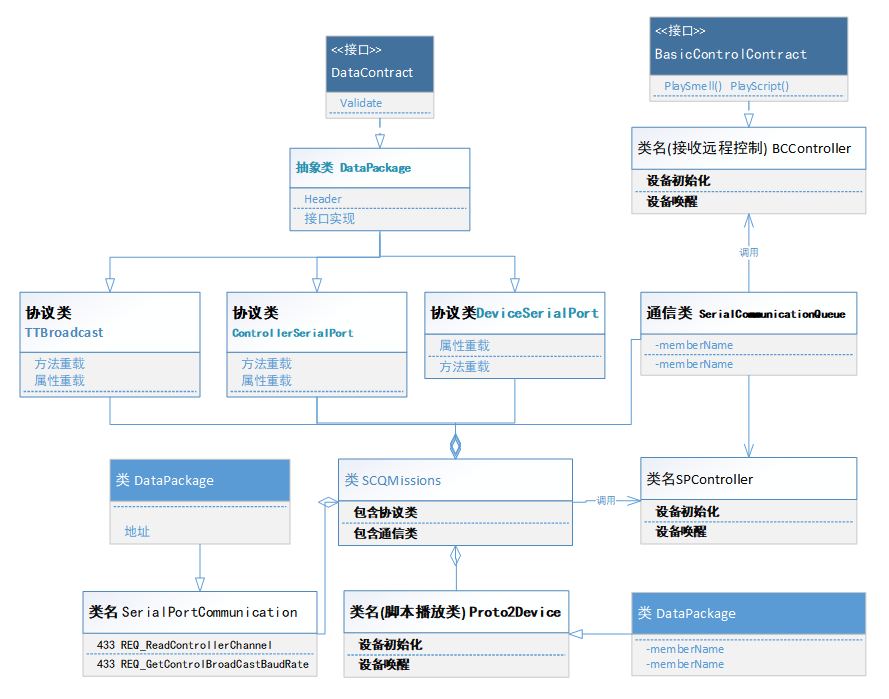 <<接口>>
DataContract
Validate
<<接口>>
BasicControlContract
PlaySmell() PlayScript()
抽象类 DataPackage
Header
接口实现
类名(接收远程控制) BCController
设备初始化
设备唤醒
调用
协议类
TTBroadcast
方法重载
属性重载
协议类
ControllerSerialPort
方法重载
属性重载
协议类DeviceSerialPort
属性重载
方法重载
通信类 SerialCommunicationQueue
-memberName
-memberName
类 DataPackage
地址
类 SCQMissions
包含协议类
包含通信类
调用
类名SPController
设备初始化
设备唤醒
类名 SerialPortCommunication
433 REQ_ReadControllerChannel
433 REQ_GetControlBroadCastBaudRate
类名(脚本播放类) Proto2Device
设备初始化
设备唤醒
类 DataPackage
-memberName
-memberName